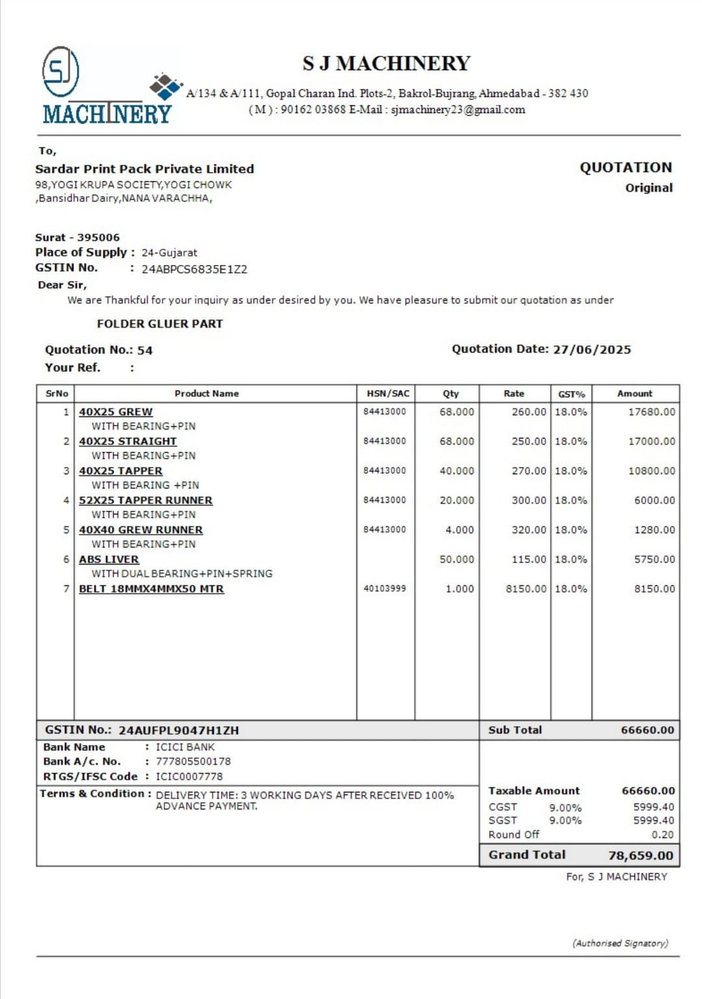 SJ
MACHINERY
S J MACHINERY
A/134 & A/111, Gopal Charan Ind. Plots-2, Bakrol-Bujrang, Ahmedabad - 382 430
( M ) : 90162 03868 E-Mail : sjmachinery23@gmail.com
To,
Sardar Print Pack Private Limited
98,YOGI KRUPA SOCIETY,YOGI CHOWK
,Bansidhar Dairy,NANA VARACHHA,
QUOTATION
Original
Surat - 395006
Place of Supply : 24-Gujarat
GSTIN No. : 24ABPCS6835E1Z2
Dear Sir,
We are Thankful for your inquiry as under desired by you. We have pleasure to submit our quotation as under
FOLDER GLUER PART
Quotation No.: 54 Quotation Date: 27/06/2025
Your Ref. :
SrNo Product Name HSN/SAC Qty Rate GST% Amount
1 40X25 GREW 84413000 68.000 260.00 18.0% 17680.00
WITH BEARING+PIN
2 40X25 STRAIGHT 84413000 68.000 250.00 18.0% 17000.00
WITH BEARING+PIN
3 40X25 TAPPER 84413000 40.000 270.00 18.0% 10800.00
WITH BEARING +PIN
4 52X25 TAPPER RUNNER 84413000 20.000 300.00 18.0% 6000.00
WITH BEARING+PIN
5 40X40 GREW RUNNER 84413000 4.000 320.00 18.0% 1280.00
WITH BEARING+PIN
6 ABS LIVER 50.000 115.00 18.0% 5750.00
WITH DUAL BEARING+PIN+SPRING
7 BELT 18MMX4MMX50 MTR 40103999 1.000 8150.00 18.0% 8150.00
GSTIN No.: 24AUFPL9047H1ZH Sub Total 66660.00
Bank Name : ICICI BANK
Bank A/c. No. : 777805500178
RTGS/IFSC Code : ICIC0007778
Terms & Condition : DELIVERY TIME: 3 WORKING DAYS AFTER RECEIVED 100%
ADVANCE PAYMENT.
Taxable Amount 66660.00
CGST 9.00% 5999.40
SGST 9.00% 5999.40
Round Off 0.20
Grand Total 78,659.00
For, S J MACHINERY
(Authorised Signatory)